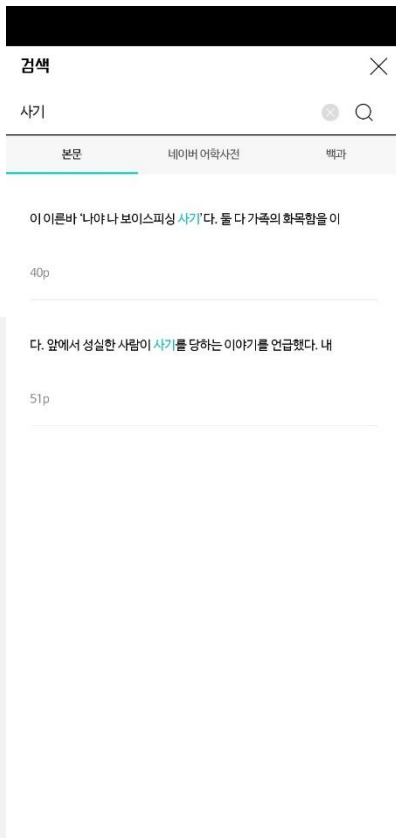 검색
사기
본문 네이버 어학사전 백과
이 이른바 ‘나야 나 보이스피싱 사기’다. 둘 다 가족의 화목함을 이
40p
다. 앞에서 성실한 사람이 사기를 당하는 이야기를 언급했다. 내
51p